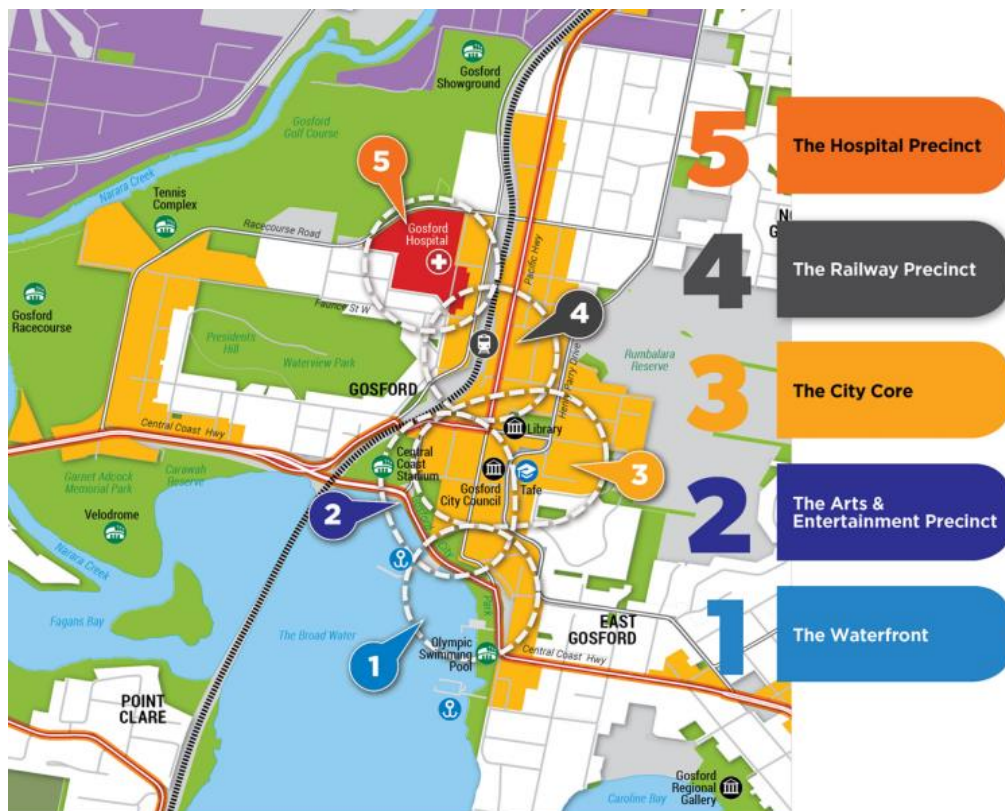 Gosford
Showground
Gosford
Golf Course
Narara Creek
Tennis
Complex
Racecourse Road
5
Gosford
Hospital
Pacific Hwy
Gosford
Racecourse
Faunce St W
Presidents
Hill
Waterview Park
4
Henry Parry Drive
Rumbalara
Reserve
GOSFORD
Central Coast Hwy
Library
Central
Coast
Stadium
Gosford
City Council
Tafe
3
Garnet Adcock
Memorial Park
Carawah
Reserve
Velodrome
2
City
Park
Narara Creek
Fagans Bay
The Broad Water
1
Olympic
Swimming
Pool
EAST
GOSFORD
Central Coast Hwy
POINT
CLARE
Caroline Bay
Gosford
Regional
Gallery
5
The Hospital Precinct
4
The Railway Precinct
3
The City Core
2
The Arts &
Entertainment Precinct
1
The Waterfront